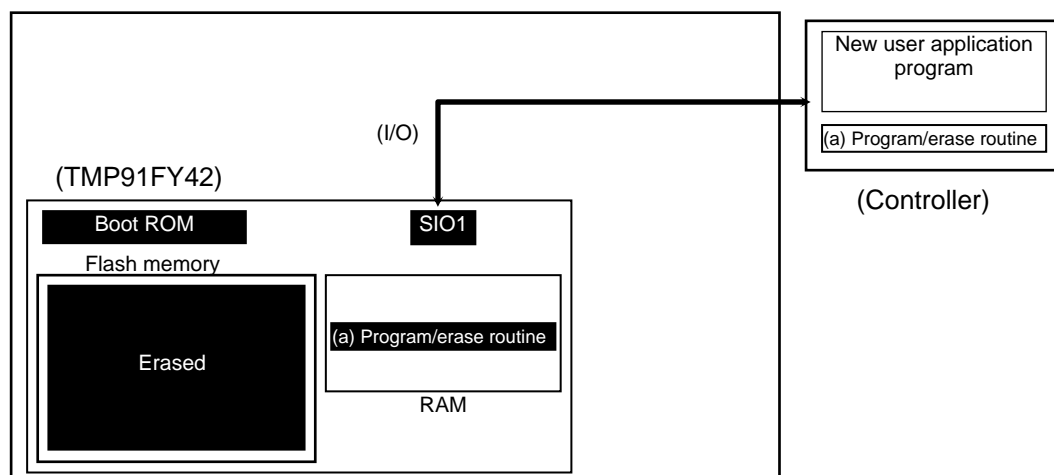 New user application
program
(I/O)
(a) Program/erase routine
(TMP91FY42)
(Controller)
Boot ROM
SIO1
Flash memory
(a) Program/erase routine
Erased
RAM